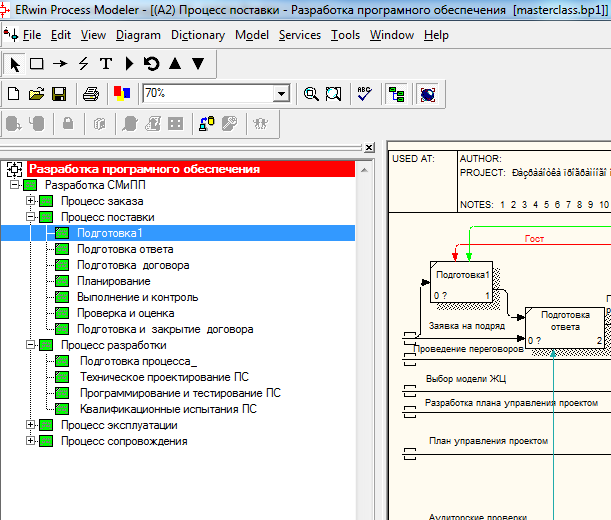 ERwin Process Modeler - [(A2) Процесс поставки - Разработка програмного обеспечения [masterclass.bp1]]
File Edit View Diagram Dictionary Model Services Tools Window Help
T
70%
ABC
Разработка програмного обеспечения
Разработка СМиПП
Процесс заказа
Процесс поставки
Подготовка1
Подготовка ответа
Подготовка договора
Планирование
Выполнение и контроль
Проверка и оценка
Подготовка и закрытие договора
Процесс разработки
Подготовка процесса_
Техническое проектирование ПС
Программирование и тестирование ПС
Квалификационные испытания ПС
Процесс эксплуатации
Процесс сопровождения
USED AT:
AUTHOR:
PROJECT:
NOTES: 1 2 3 4 5 6 7 8 9 10
Гост
Подготовка1
0 ? 1
Подготовка
ответа
0 ? 2
Заявка на подряд
Проведение переговоров
Выбор модели ЖЦ
Разработка плана управления проектом
План управления проектом
Аудиторские проверки